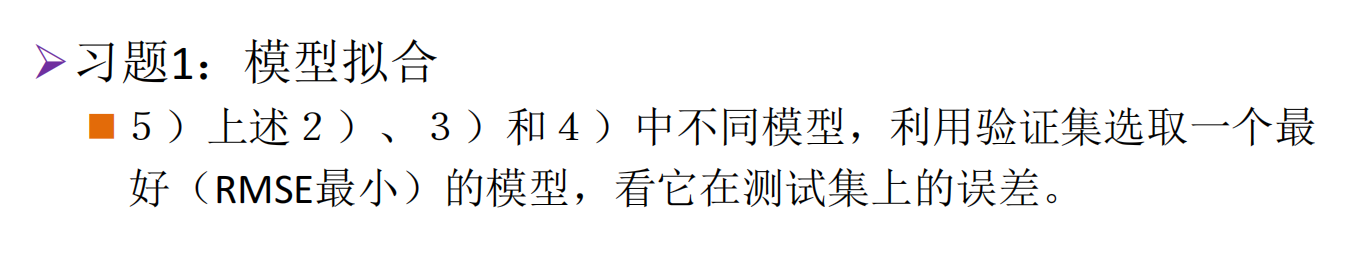 习题1：模型拟合
５）上述２）、３）和４）中不同模型，利用验证集选取一个最
好（RMSE最小）的模型，看它在测试集上的误差。